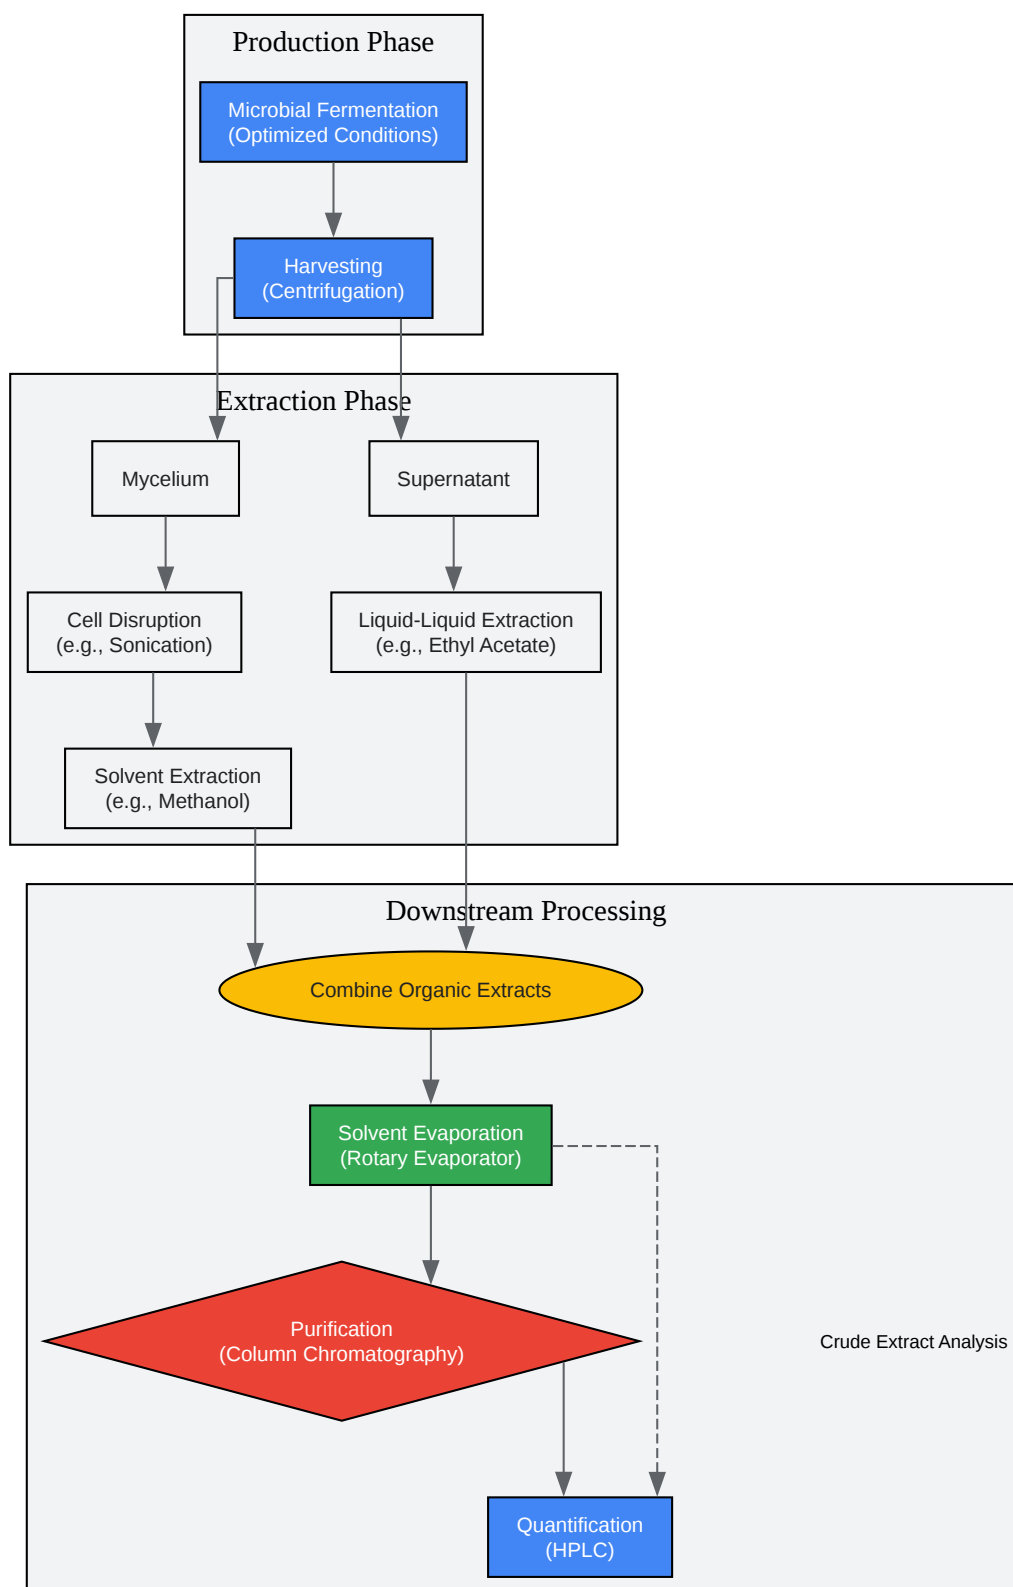 Production Phase
Microbial Fermentation
(Optimized Conditions)
Harvesting
(Centrifugation)
Extraction Phase
Mycelium
Supernatant
Cell Disruption
(e.g., Sonication)
Liquid-Liquid Extraction
(e.g., Ethyl Acetate)
Solvent Extraction
(e.g., Methanol)
Downstream Processing
Combine Organic Extracts
Solvent Evaporation
(Rotary Evaporator)
Purification
(Column Chromatography)
Crude Extract Analysis
Quantification
(HPLC)